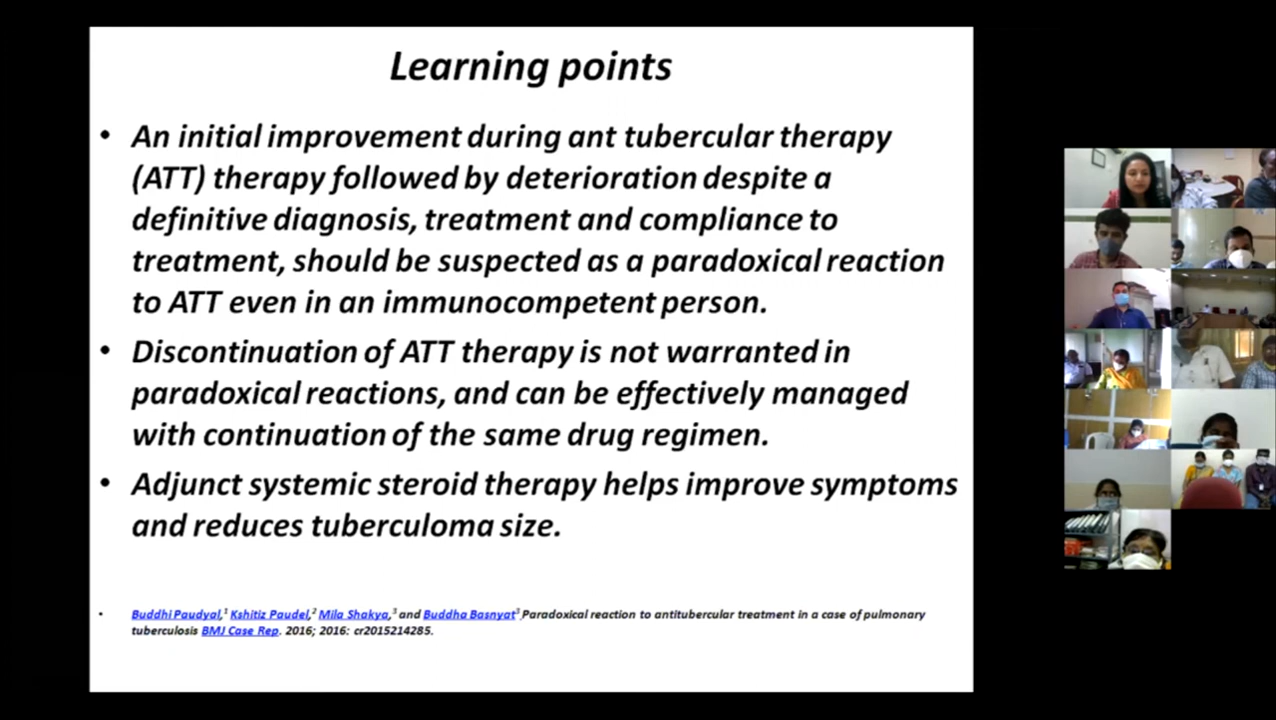 Learning points
• An initial improvement during ant tubercular therapy
(ATT) therapy followed by deterioration despite a
definitive diagnosis, treatment and compliance to
treatment, should be suspected as a paradoxical reaction
to ATT even in an immunocompetent person.
• Discontinuation of ATT therapy is not warranted in
paradoxical reactions, and can be effectively managed
with continuation of the same drug regimen.
• Adjunct systemic steroid therapy helps improve symptoms
and reduces tuberculoma size.
• Buddhi Paudyal,1 Kshitiz Paudel,2 Mila Shakya,3 and Buddha Basnyat3 Paradoxical reaction to antitubercular treatment in a case of pulmonary
tuberculosis BMJ Case Rep. 2016; 2016: cr2015214285.